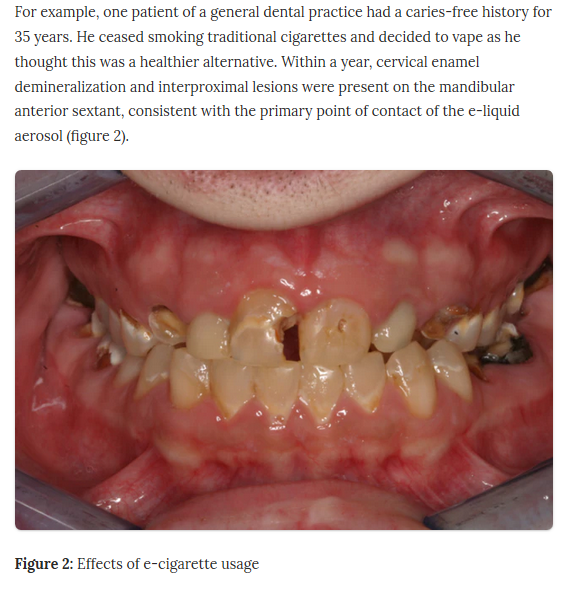 For example, one patient of a general dental practice had a caries-free history for
35 years. He ceased smoking traditional cigarettes and decided to vape as he
thought this was a healthier alternative. Within a year, cervical enamel
demineralization and interproximal lesions were present on the mandibular
anterior sextant, consistent with the primary point of contact of the e-liquid
aerosol (figure 2).
Figure 2: Effects of e-cigarette usage